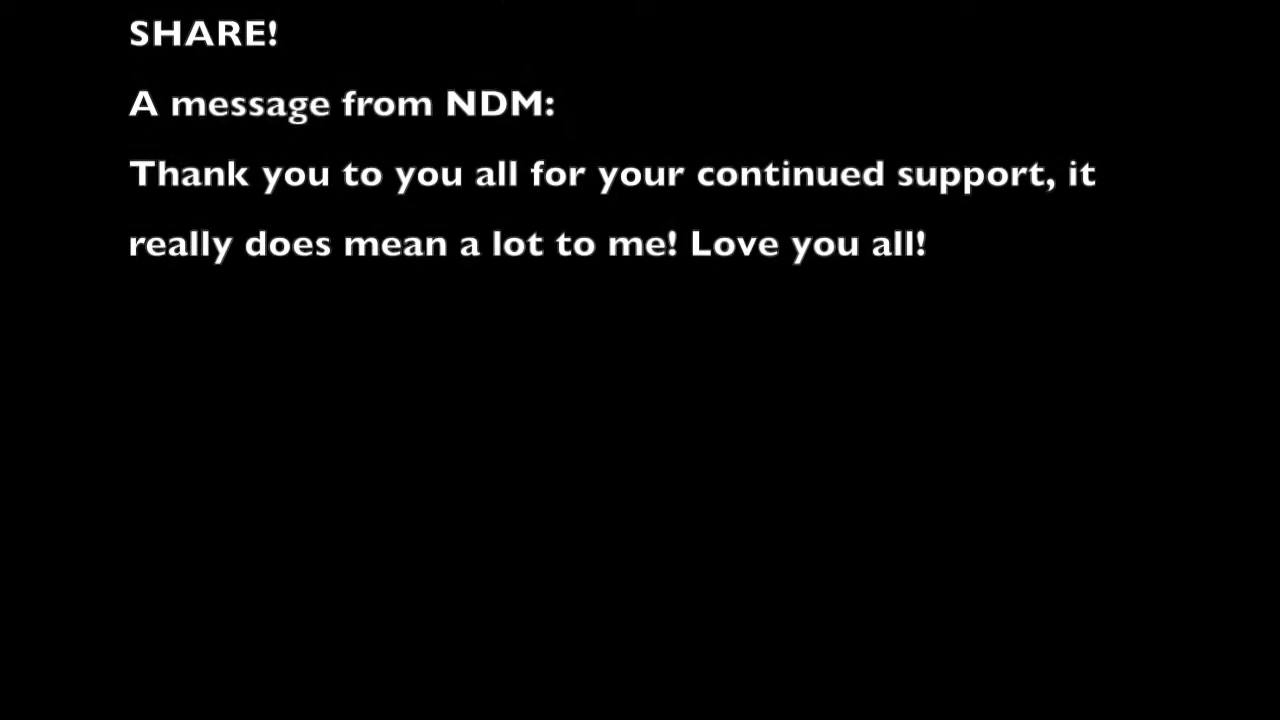 SHARE!
A message from NDM:
Thank you to you all for your continued support, it
really does mean a lot to me! Love you all!